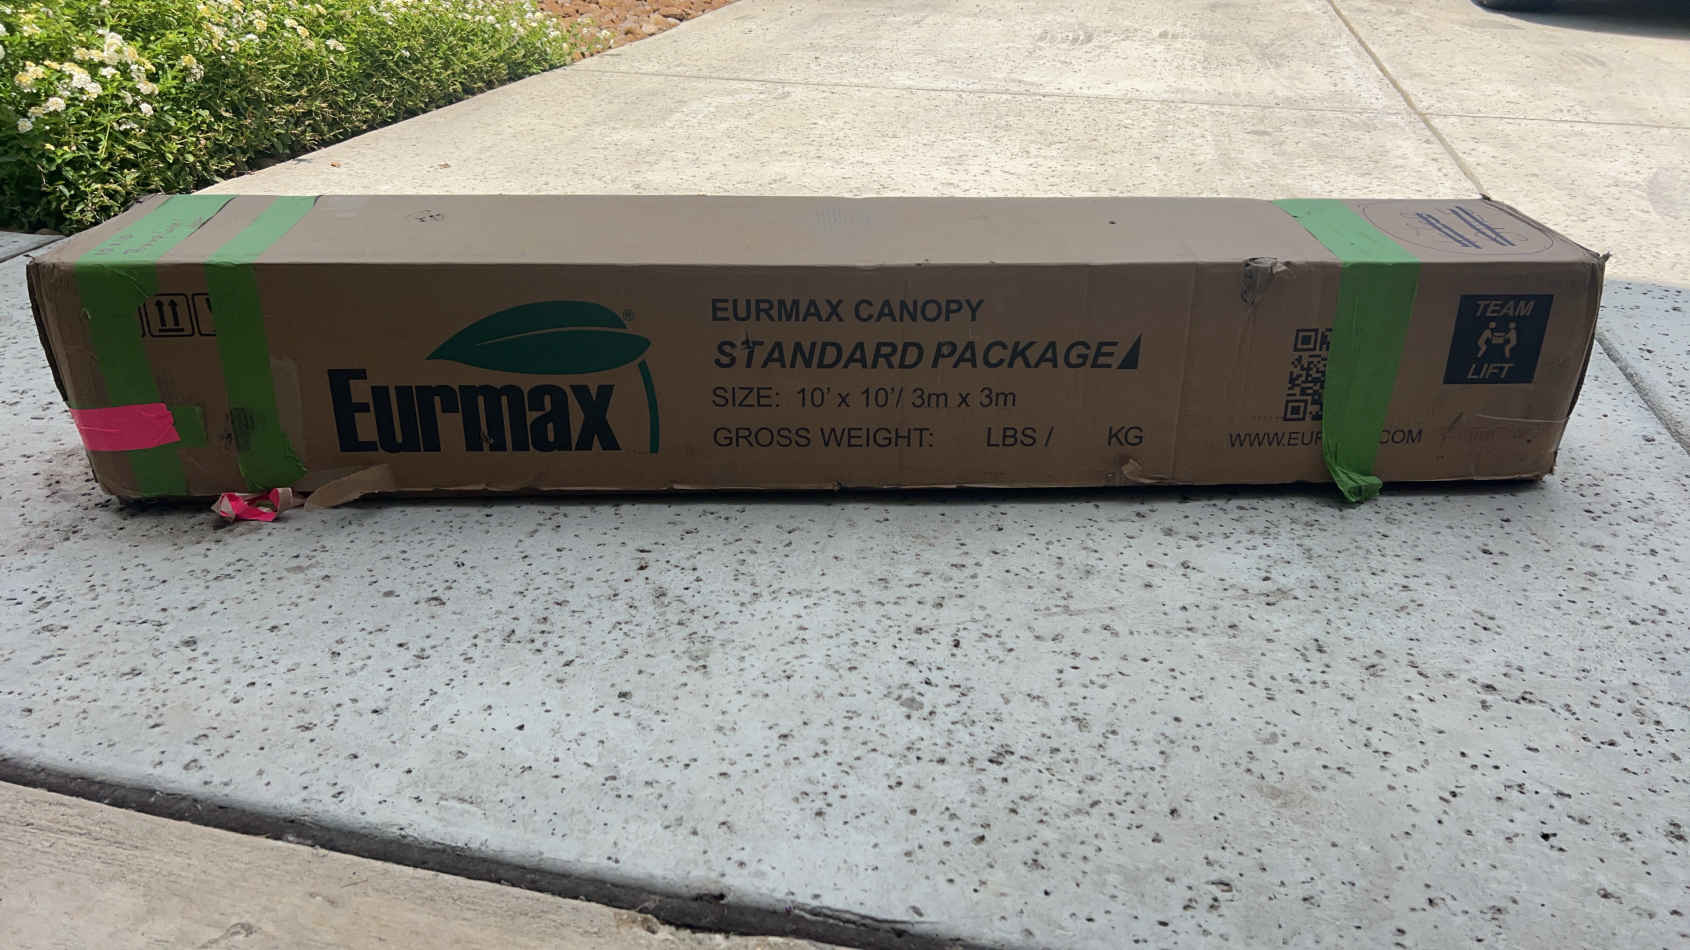 Eurmax®
EURMAX CANOPY
STANDARD PACKAGE
SIZE: 10' x 10'/ 3m x 3m
GROSS WEIGHT: LBS / KG
TEAM
LIFT